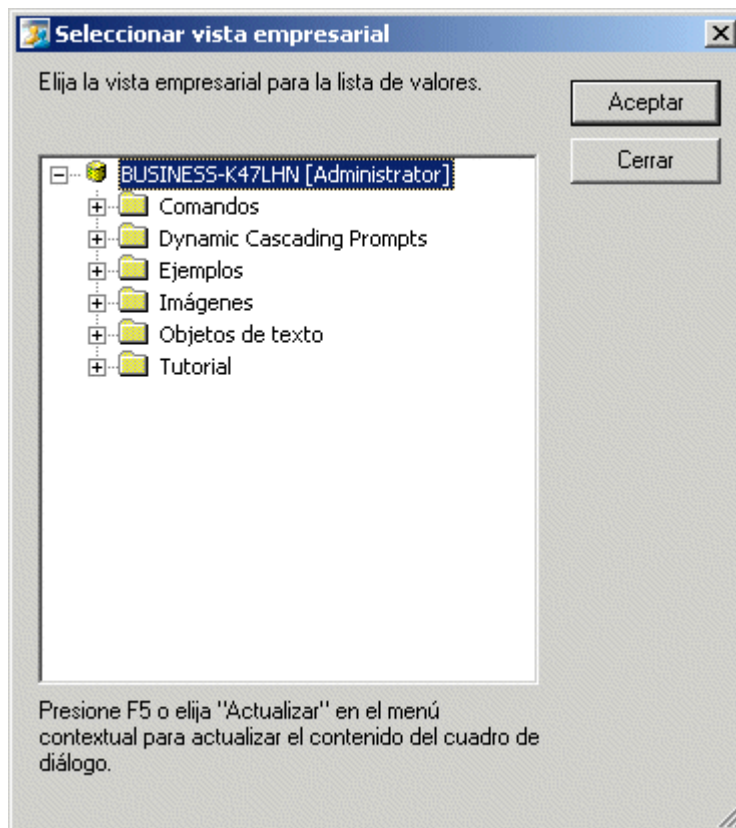 Seleccionar vista empresarial
Elija la vista empresarial para la lista de valores.
Aceptar
Cerrar
BUSINESS-K47LHN [Administrator]
Comandos
Dynamic Cascading Prompts
Ejemplos
Imágenes
Objetos de texto
Tutorial
Presione F5 o elija "Actualizar" en el menú
contextual para actualizar el contenido del cuadro de
diálogo.